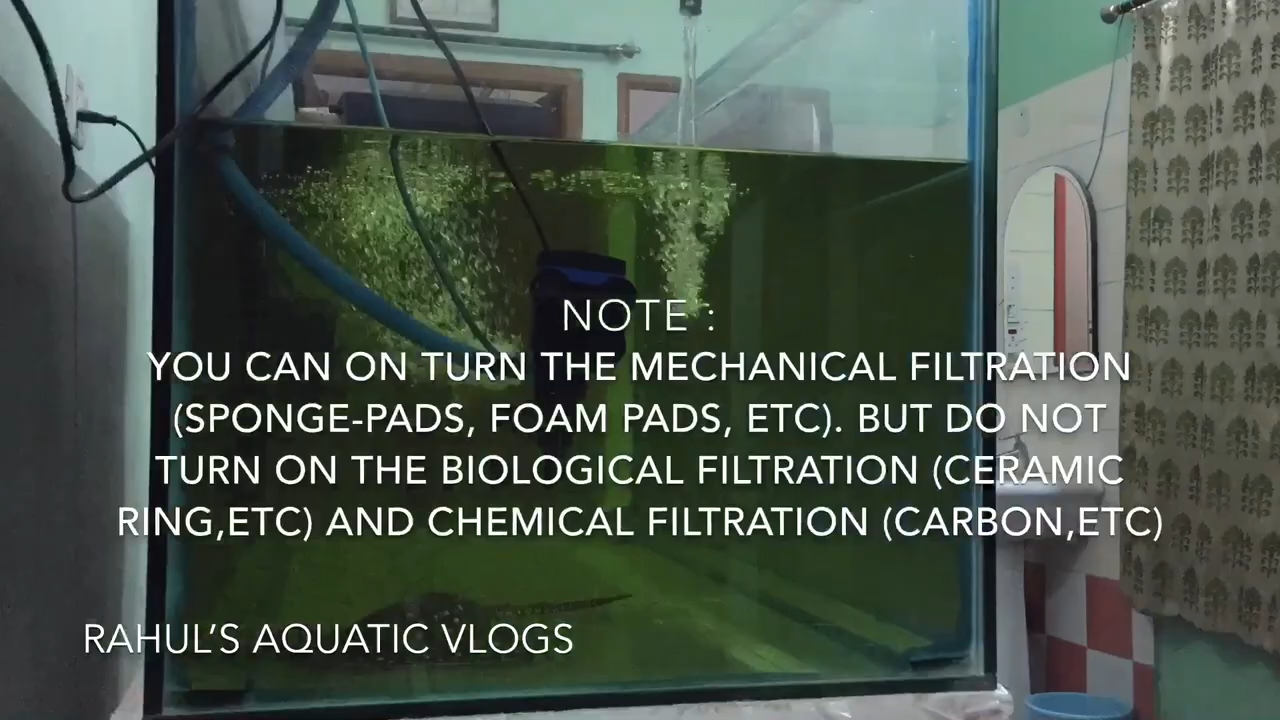 NOTE :
YOU CAN ON TURN THE MECHANICAL FILTRATION
(SPONGE-PADS, FOAM PADS, ETC). BUT DO NOT
TURN ON THE BIOLOGICAL FILTRATION (CERAMIC
RING,ETC) AND CHEMICAL FILTRATION (CARBON,ETC)
RAHUL'S AQUATIC VLOGS